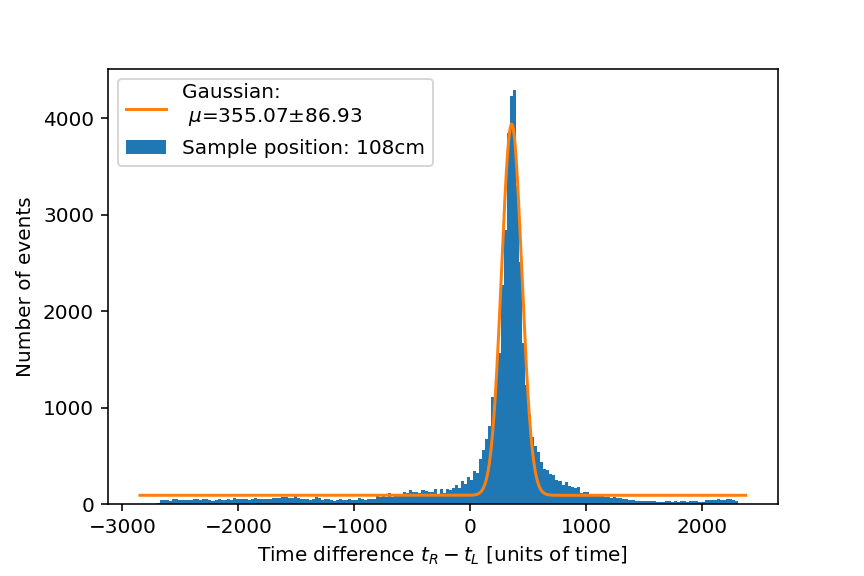 Gaussian:
μ=355.07±86.93
Sample position: 108cm
4000
3000
2000
1000
0
Number of events
−3000
−2000
−1000
0
1000
2000
Time difference t_R − t_L [units of time]